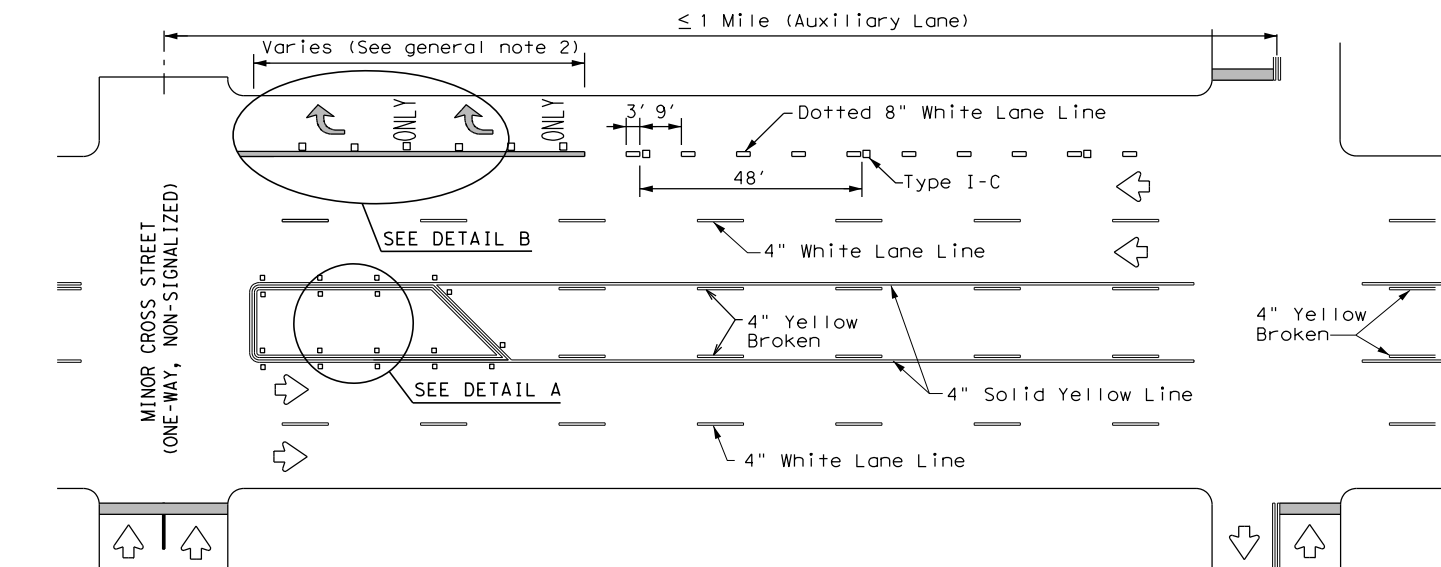 ≤ 1 Mile (Auxiliary Lane)
Varies (See general note 2)
ONLY
ONLY
3' 9'
Dotted 8" White Lane Line
48'
Type I-C
SEE DETAIL B
4" White Lane Line
MINOR CROSS STREET
(ONE-WAY, NON-SIGNALIZED)
4" Yellow
Broken
4" Yellow
Broken
SEE DETAIL A
4" Solid Yellow Line
4" White Lane Line